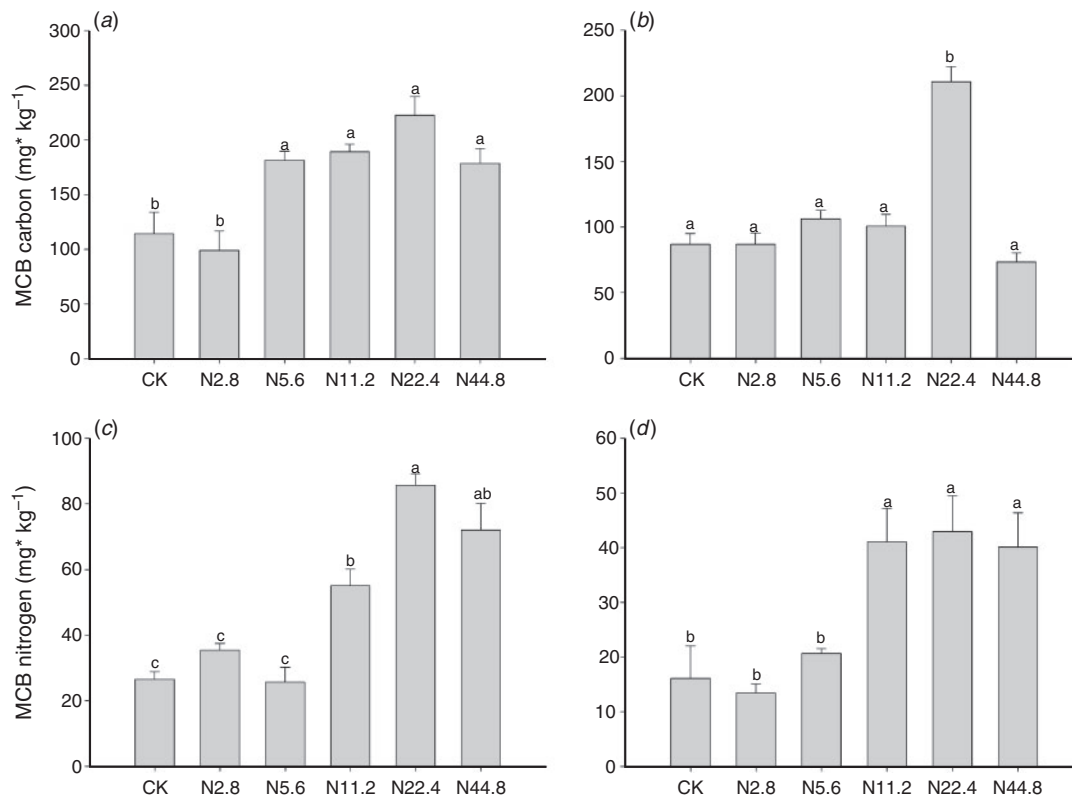 (a)
MCB carbon (mg* kg⁻¹)
300
250
200
150
100
50
0
b
b
a
a
a
a
CK N2.8 N5.6 N11.2 N22.4 N44.8
(b)
250
200
150
100
50
0
a
a
a
a
b
a
CK N2.8 N5.6 N11.2 N22.4 N44.8
(c)
MCB nitrogen (mg* kg⁻¹)
100
80
60
40
20
0
c
c
c
b
a
ab
CK N2.8 N5.6 N11.2 N22.4 N44.8
(d)
60
50
40
30
20
10
0
b
b
b
a
a
a
CK N2.8 N5.6 N11.2 N22.4 N44.8